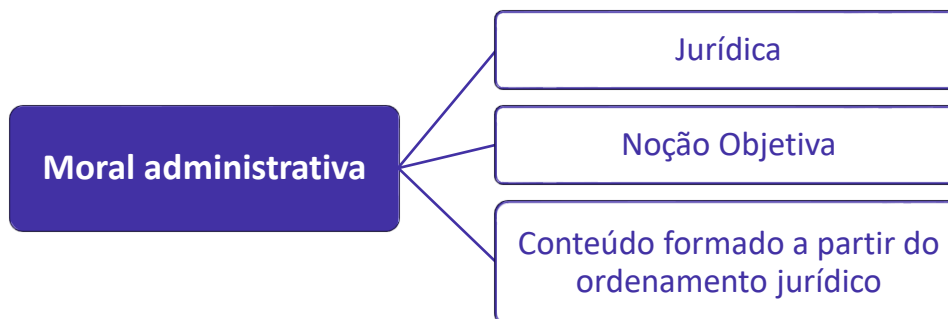 Moral administrativa
Jurídica
Noção Objetiva
Conteúdo formado a partir do
ordenamento jurídico